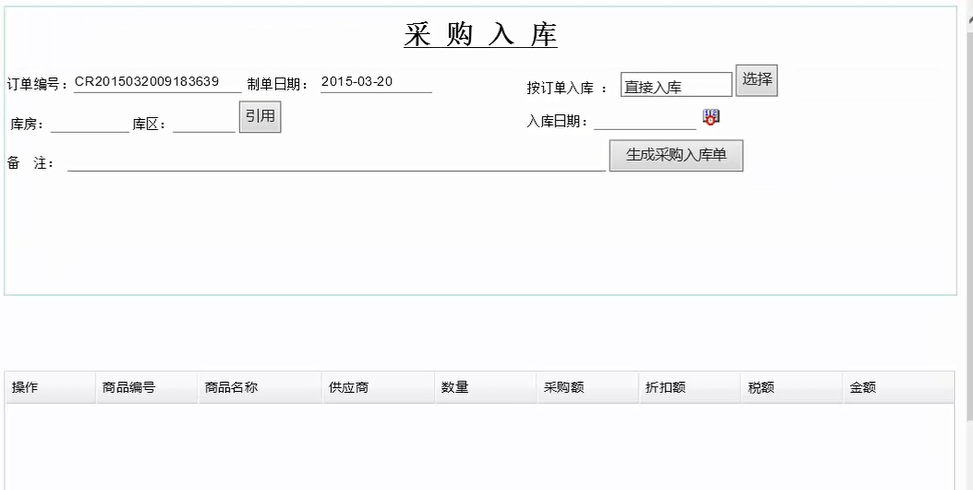 采 购 入 库
订单编号：CR2015032009183639 制单日期： 2015-03-20 按订单入库 ： 直接入库 选择
库房： 库区： 引用 入库日期：
备 注： 生成采购入库单
操作 商品编号 商品名称 供应商 数量 采购额 折扣额 税额 金额